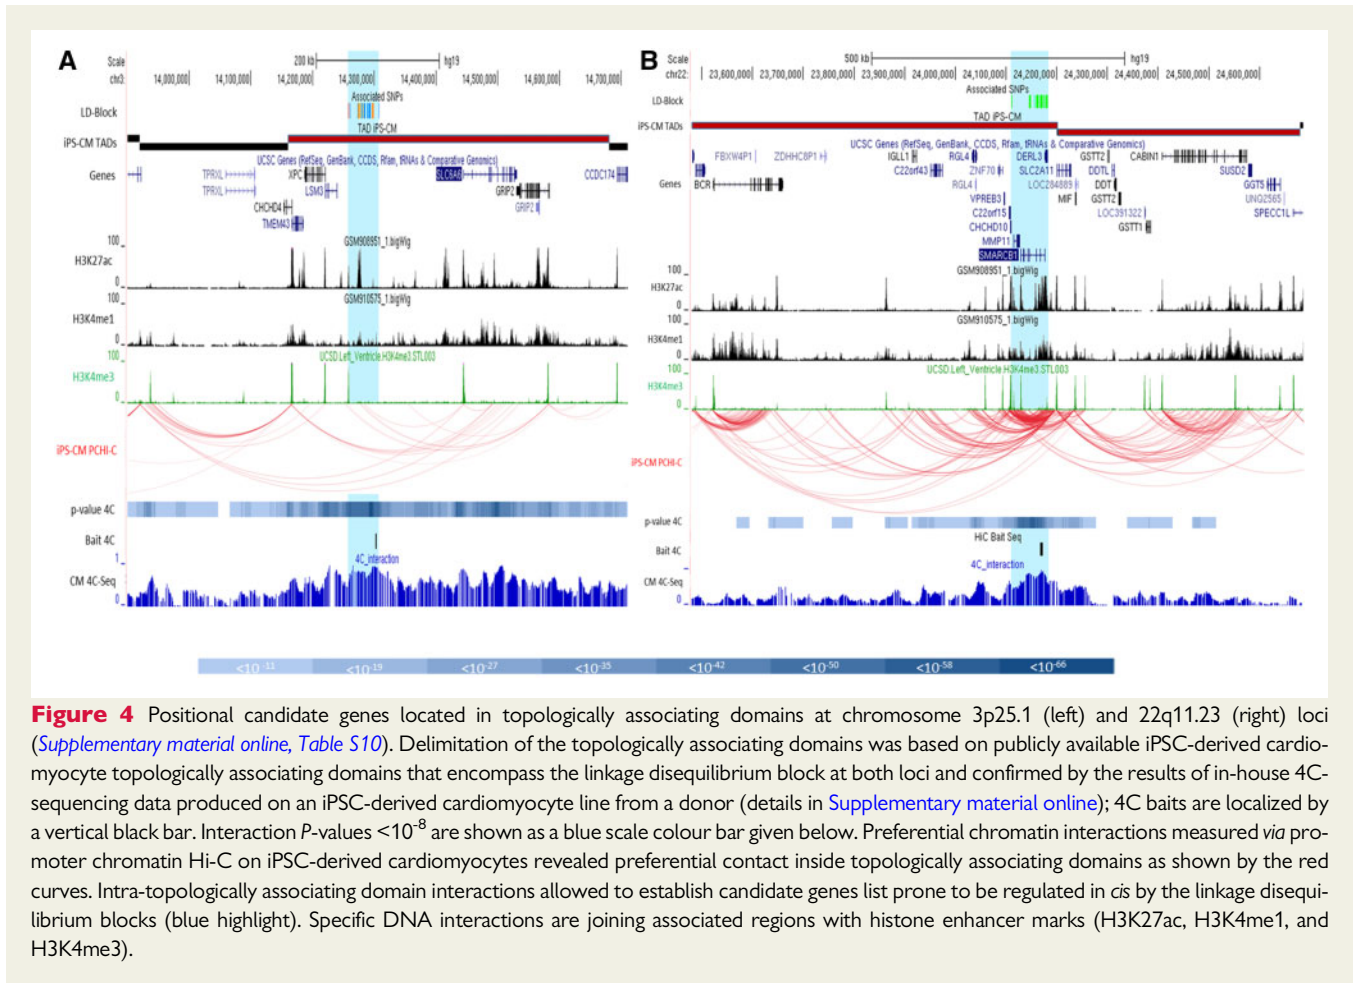 A
Scale 200 kb hg19
chr3: 14,000,000 14,100,000 14,200,000 14,300,000 14,400,000 14,500,000 14,600,000 14,700,000
Associated SNPs
LD-Block
TAD iPS-CM
iPS-CM TADs
UCSC Genes (RefSeq, GenBank, CCDS, Rfam, tRNAs & Comparative Genomics)
Genes TPRXL XPC SLC6A6 CCDC174
TPRXL LSM3 GRIP2
CHCHD4 GRIP2
TMEM43
GSM908951_1.bigWig
100
H3K27ac
0
GSM910575_1.bigWig
100
H3K4me1
0
UCSD.Left_Ventricle.H3K4me3.STL003
100
H3K4me3
0
iPS-CM PCHI-C
p-value 4C
Bait 4C
4C_interaction
1
CM 4C-Seq
0
B
Scale 500 kb hg19
chr22: 23,600,000 23,700,000 23,800,000 23,900,000 24,000,000 24,100,000 24,200,000 24,300,000 24,400,000 24,500,000 24,600,000
Associated SNPs
LD-Block
TAD iPS-CM
iPS-CM TADs
UCSC Genes (RefSeq, GenBank, CCDS, Rfam, tRNAs & Comparative Genomics)
FBXW4P1 ZDHHC8P1 IGLL1 RGL4 DERL3 GSTT2 CABIN1
C22orf43 ZNF70 SLC2A11 DDTL SUSD2
Genes BCR RGL4 LOC284889 DDT GGT5
VPREB3 MIF GSTT2 UNQ2565
C22orf15 LOC391322 SPECC1L
CHCHD10 GSTT1
MMP11
SMARCB1
GSM908951_1.bigWig
100
H3K27ac
0
GSM910575_1.bigWig
100
H3K4me1
0
UCSD.Left_Ventricle.H3K4me3.STL003
100
H3K4me3
0
iPS-CM PCHI-C
p-value 4C
HiC Bait Seq
Bait 4C
4C_interaction
CM 4C-Seq
0
<10-11 <10-19 <10-27 <10-35 <10-42 <10-50 <10-58 <10-66
Figure 4 Positional candidate genes located in topologically associating domains at chromosome 3p25.1 (left) and 22q11.23 (right) loci
(Supplementary material online, Table S10). Delimitation of the topologically associating domains was based on publicly available iPSC-derived cardio-
myocyte topologically associating domains that encompass the linkage disequilibrium block at both loci and confirmed by the results of in-house 4C-
sequencing data produced on an iPSC-derived cardiomyocyte line from a donor (details in Supplementary material online); 4C baits are localized by
a vertical black bar. Interaction P-values <10-8 are shown as a blue scale colour bar given below. Preferential chromatin interactions measured via pro-
moter chromatin Hi-C on iPSC-derived cardiomyocytes revealed preferential contact inside topologically associating domains as shown by the red
curves. Intra-topologically associating domain interactions allowed to establish candidate genes list prone to be regulated in cis by the linkage disequi-
librium blocks (blue highlight). Specific DNA interactions are joining associated regions with histone enhancer marks (H3K27ac, H3K4me1, and
H3K4me3).